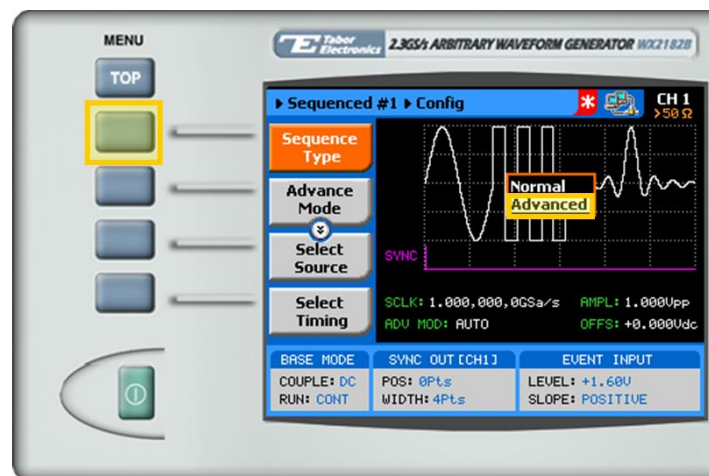 MENU
Tabor Electronics 2.3GS/s ARBITRARY WAVEFORM GENERATOR WX2182B
TOP
▶ Sequenced #1 ▶ Config
* CH 1
>50 Ω
Sequence
Type
Advance
Mode
Select
Source
Select
Timing
Normal
Advanced
SYNC
SCLK: 1.000,000,0GSa/s AMPL: 1.000Vpp
ADV MOD: AUTO OFFS: +0.000Vdc
BASE MODE SYNC OUT [CH1] EVENT INPUT
COUPLE: DC POS: 0Pts LEVEL: +1.60V
RUN: CONT WIDTH: 4Pts SLOPE: POSITIVE